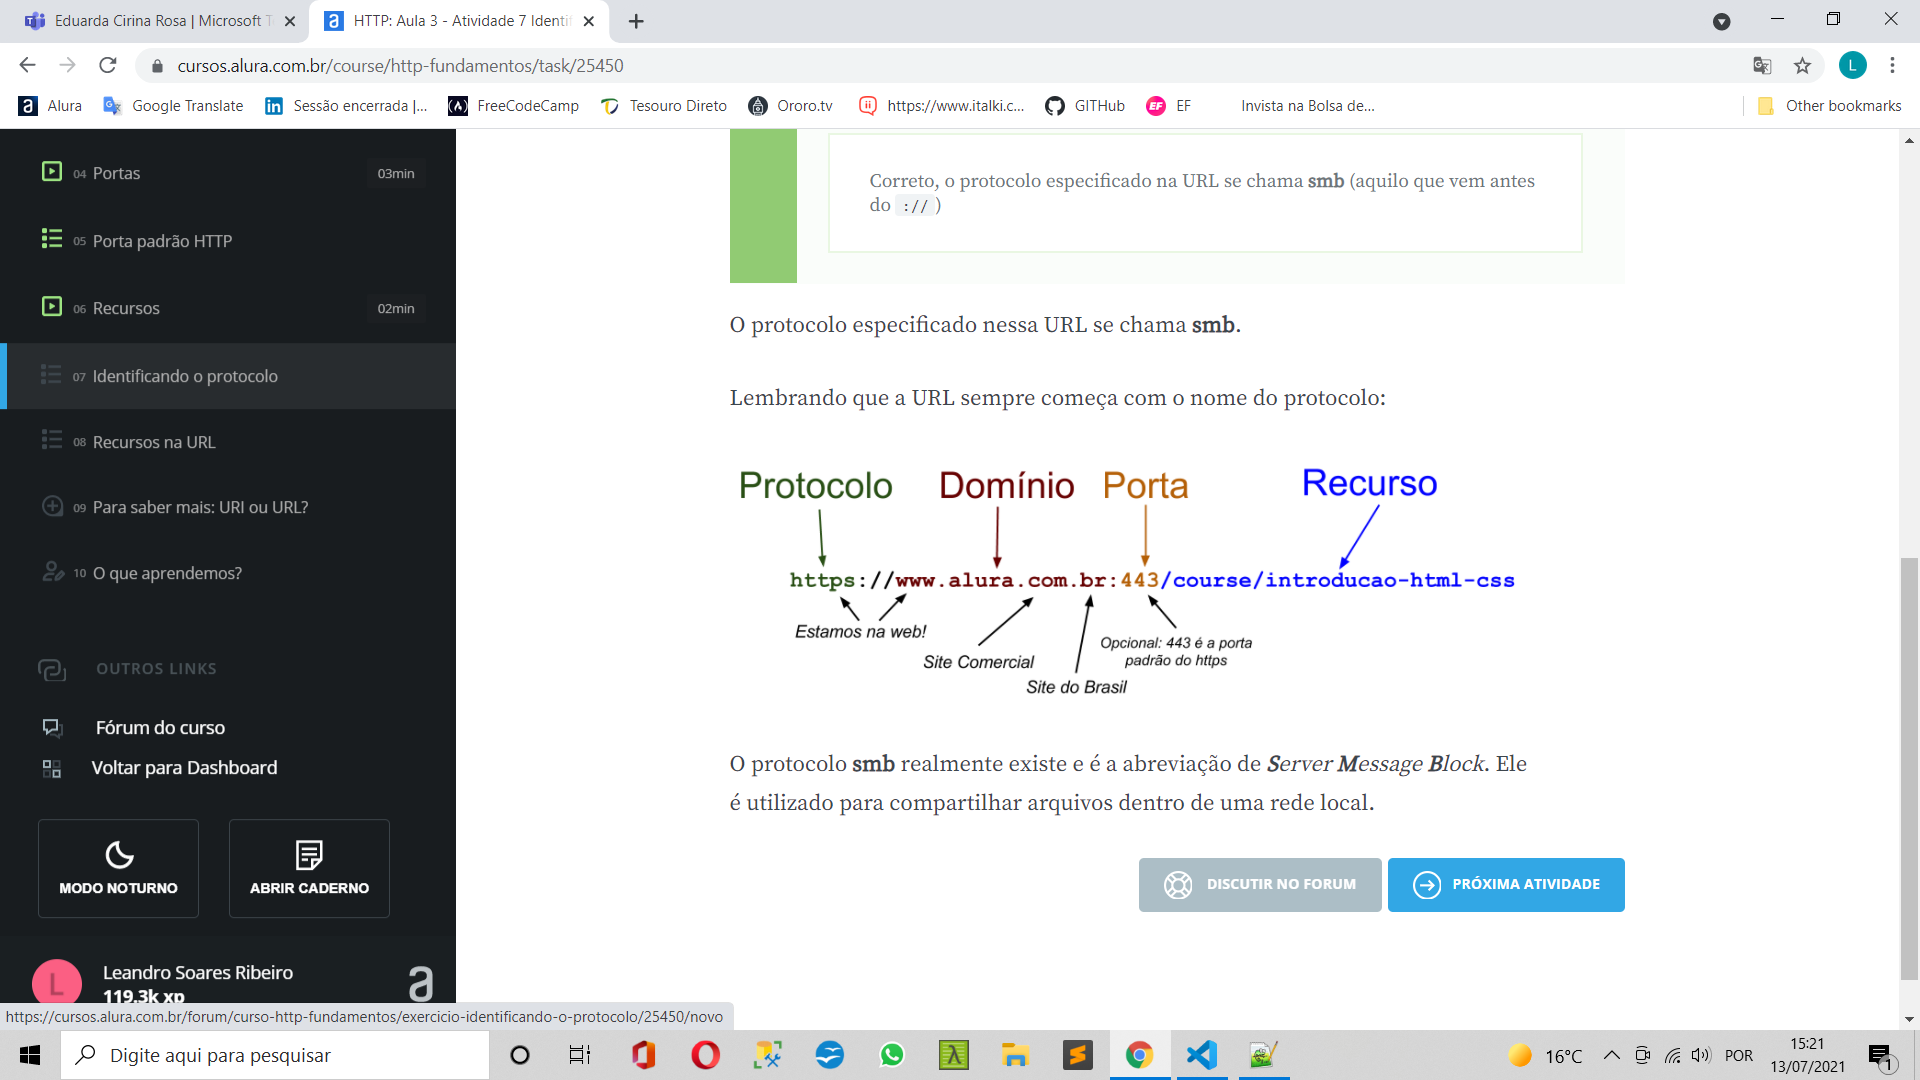 Eduarda Cirina Rosa | Microsoft T
HTTP: Aula 3 - Atividade 7 Identi
cursos.alura.com.br/course/http-fundamentos/task/25450
L
Alura
Google Translate
Sessão encerrada |...
FreeCodeCamp
Tesouro Direto
Ororo.tv
https://www.italki.c...
GITHub
EF
Invista na Bolsa de...
Other bookmarks
04 Portas 03min
05 Porta padrão HTTP
06 Recursos 02min
07 Identificando o protocolo
08 Recursos na URL
09 Para saber mais: URI ou URL?
10 O que aprendemos?
OUTROS LINKS
Fórum do curso
Voltar para Dashboard
MODO NOTURNO
ABRIR CADERNO
L
Leandro Soares Ribeiro
119.3k xp
a
Correto, o protocolo especificado na URL se chama smb (aquilo que vem antes
do :// )
O protocolo especificado nessa URL se chama smb.
Lembrando que a URL sempre começa com o nome do protocolo:
Protocolo Domínio Porta Recurso
https://www.alura.com.br:443/course/introducao-html-css
Estamos na web!
Site Comercial
Site do Brasil
Opcional: 443 é a porta
padrão do https
O protocolo smb realmente existe e é a abreviação de Server Message Block. Ele
é utilizado para compartilhar arquivos dentro de uma rede local.
DISCUTIR NO FORUM
PRÓXIMA ATIVIDADE
https://cursos.alura.com.br/forum/curso-http-fundamentos/exercicio-identificando-o-protocolo/25450/novo
Digite aqui para pesquisar
16°C
POR
15:21
13/07/2021
1